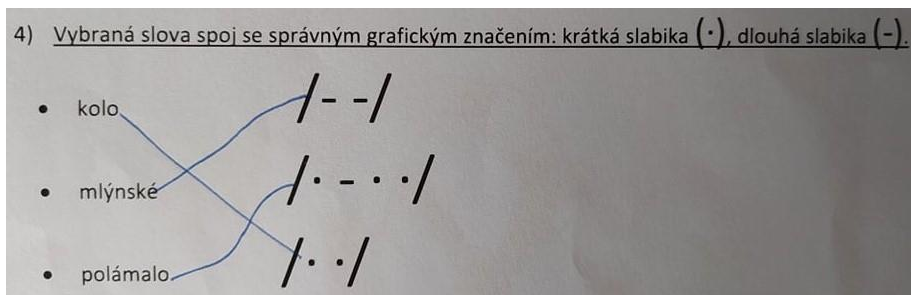 4) Vybraná slova spoj se správným grafickým značením: krátká slabika (·), dlouhá slabika (-).
• kolo /- -/
• mlýnské /· - · ·/
• polámalo /· ·/